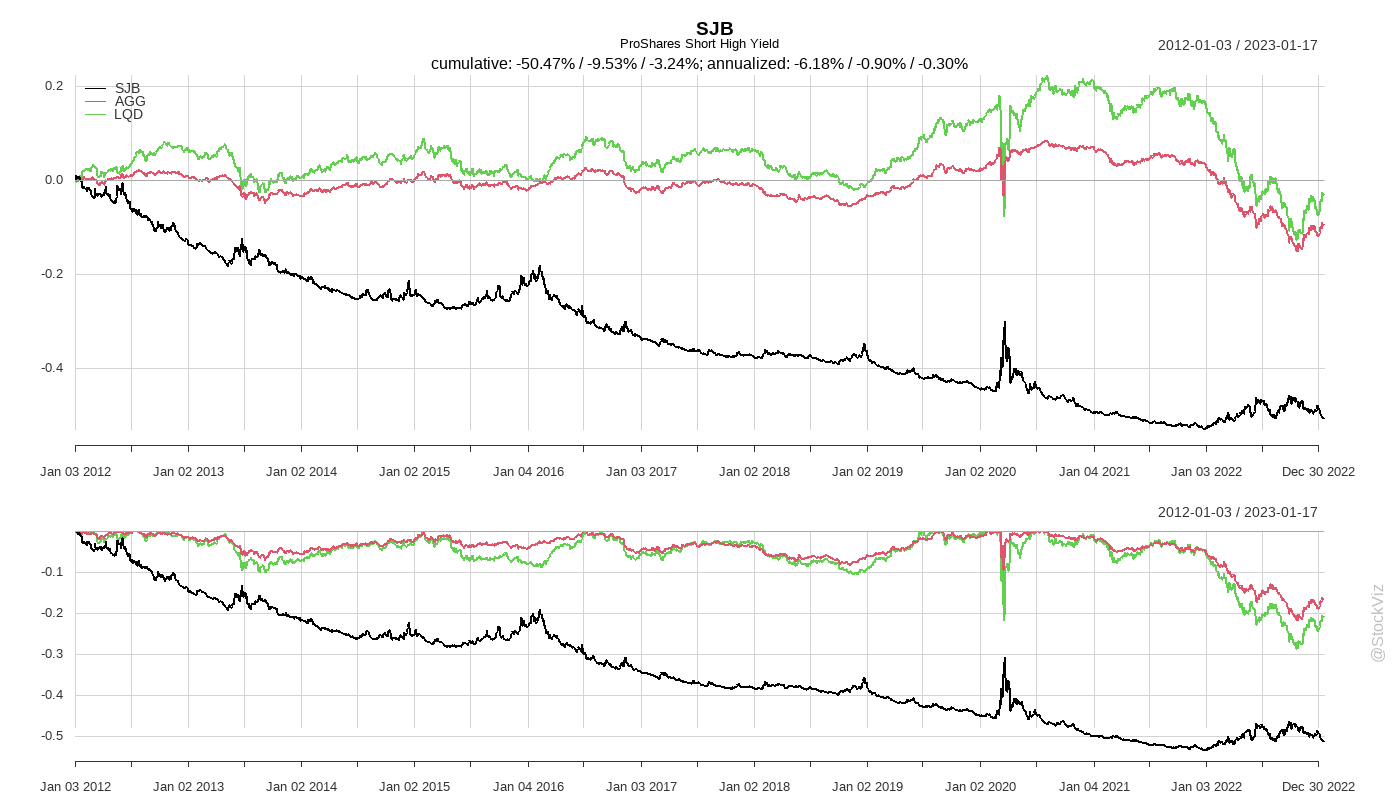 SJB
ProShares Short High Yield
2012-01-03 / 2023-01-17
cumulative: -50.47% / -9.53% / -3.24%; annualized: -6.18% / -0.90% / -0.30%
SJB
AGG
LQD
0.2
0.0
-0.2
-0.4
Jan 03 2012 Jan 02 2013 Jan 02 2014 Jan 02 2015 Jan 04 2016 Jan 03 2017 Jan 02 2018 Jan 02 2019 Jan 02 2020 Jan 04 2021 Jan 03 2022 Dec 30 2022
2012-01-03 / 2023-01-17
-0.1
-0.2
-0.3
-0.4
-0.5
Jan 03 2012 Jan 02 2013 Jan 02 2014 Jan 02 2015 Jan 04 2016 Jan 03 2017 Jan 02 2018 Jan 02 2019 Jan 02 2020 Jan 04 2021 Jan 03 2022 Dec 30 2022
@StockViz